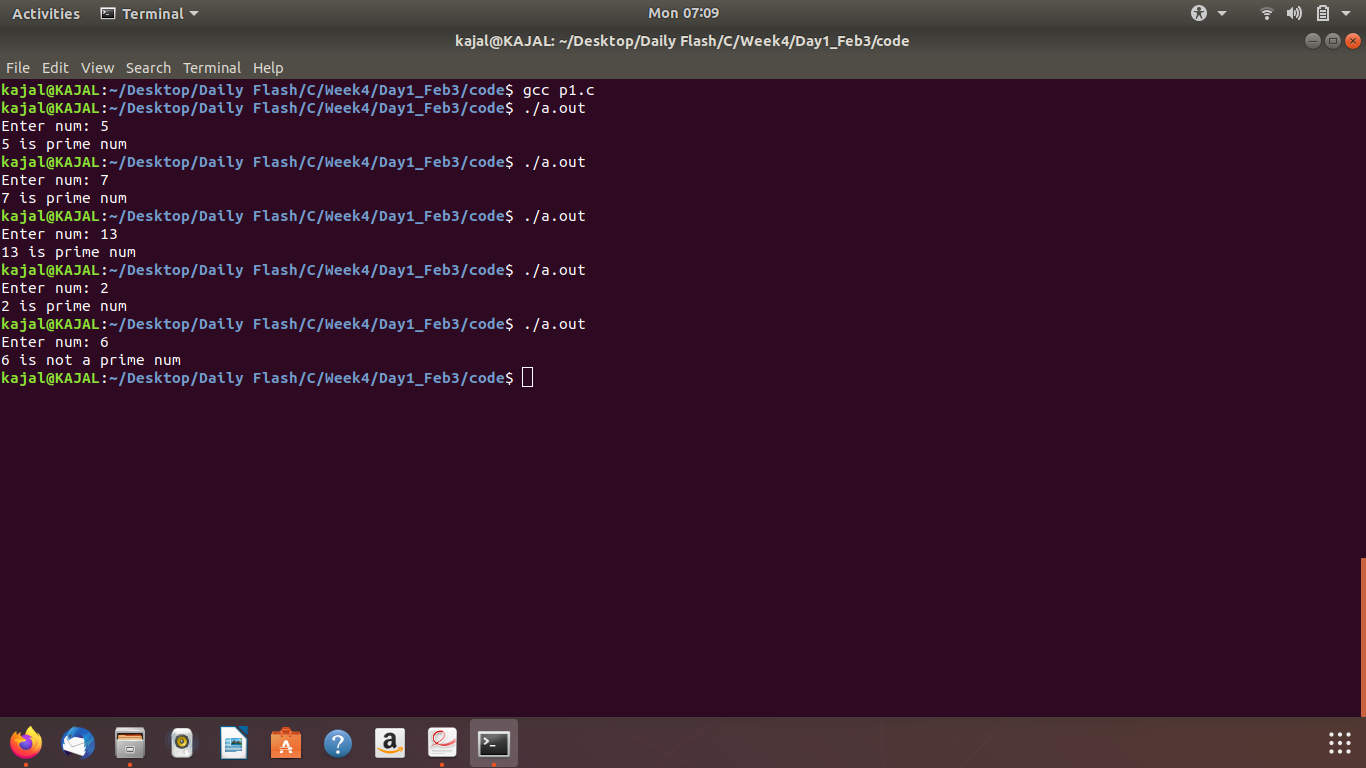 Activities Terminal Mon 07:09
kajal@KAJAL: ~/Desktop/Daily Flash/C/Week4/Day1_Feb3/code
File Edit View Search Terminal Help
kajal@KAJAL:~/Desktop/Daily Flash/C/Week4/Day1_Feb3/code$ gcc p1.c
kajal@KAJAL:~/Desktop/Daily Flash/C/Week4/Day1_Feb3/code$ ./a.out
Enter num: 5
5 is prime num
kajal@KAJAL:~/Desktop/Daily Flash/C/Week4/Day1_Feb3/code$ ./a.out
Enter num: 7
7 is prime num
kajal@KAJAL:~/Desktop/Daily Flash/C/Week4/Day1_Feb3/code$ ./a.out
Enter num: 13
13 is prime num
kajal@KAJAL:~/Desktop/Daily Flash/C/Week4/Day1_Feb3/code$ ./a.out
Enter num: 2
2 is prime num
kajal@KAJAL:~/Desktop/Daily Flash/C/Week4/Day1_Feb3/code$ ./a.out
Enter num: 6
6 is not a prime num
kajal@KAJAL:~/Desktop/Daily Flash/C/Week4/Day1_Feb3/code$